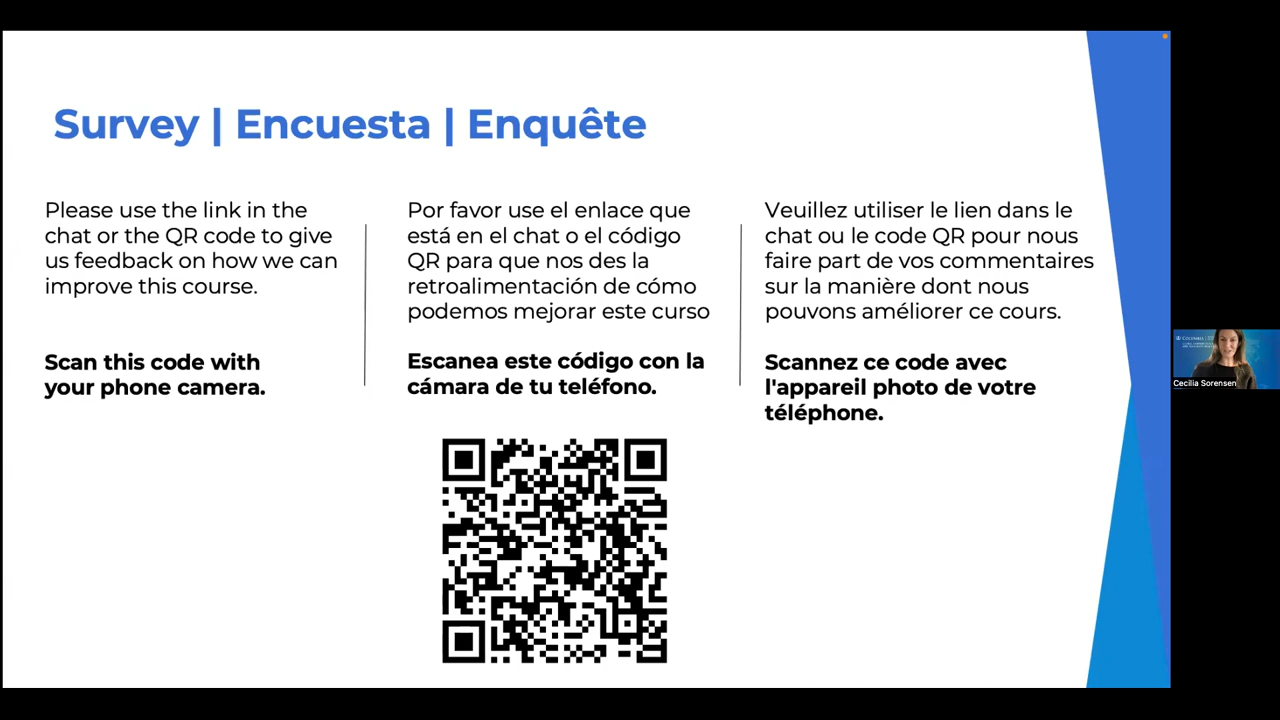 Survey | Encuesta | Enquête
Please use the link in the
chat or the QR code to give
us feedback on how we can
improve this course.
Scan this code with
your phone camera.
Por favor use el enlace que
está en el chat o el código
QR para que nos des la
retroalimentación de cómo
podemos mejorar este curso
Escanea este código con la
cámara de tu teléfono.
Veuillez utiliser le lien dans le
chat ou le code QR pour nous
faire part de vos commentaires
sur la manière dont nous
pouvons améliorer ce cours.
Scannez ce code avec
l'appareil photo de votre
téléphone.
Cecilia Sorensen